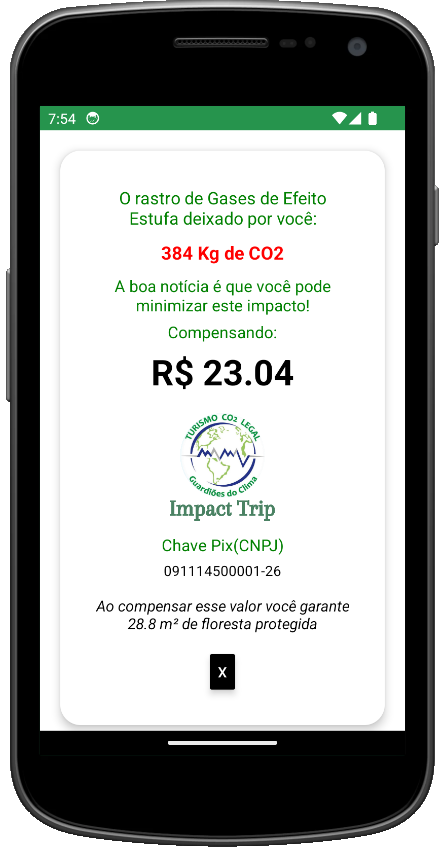 7:54
O rastro de Gases de Efeito
Estufa deixado por você:
384 Kg de CO2
A boa notícia é que você pode
minimizar este impacto!
Compensando:
R$ 23.04
TURISMO CO2 LEGAL
Guardiões do Clima
Impact Trip
Chave Pix(CNPJ)
091114500001-26
Ao compensar esse valor você garante
28.8 m² de floresta protegida
X